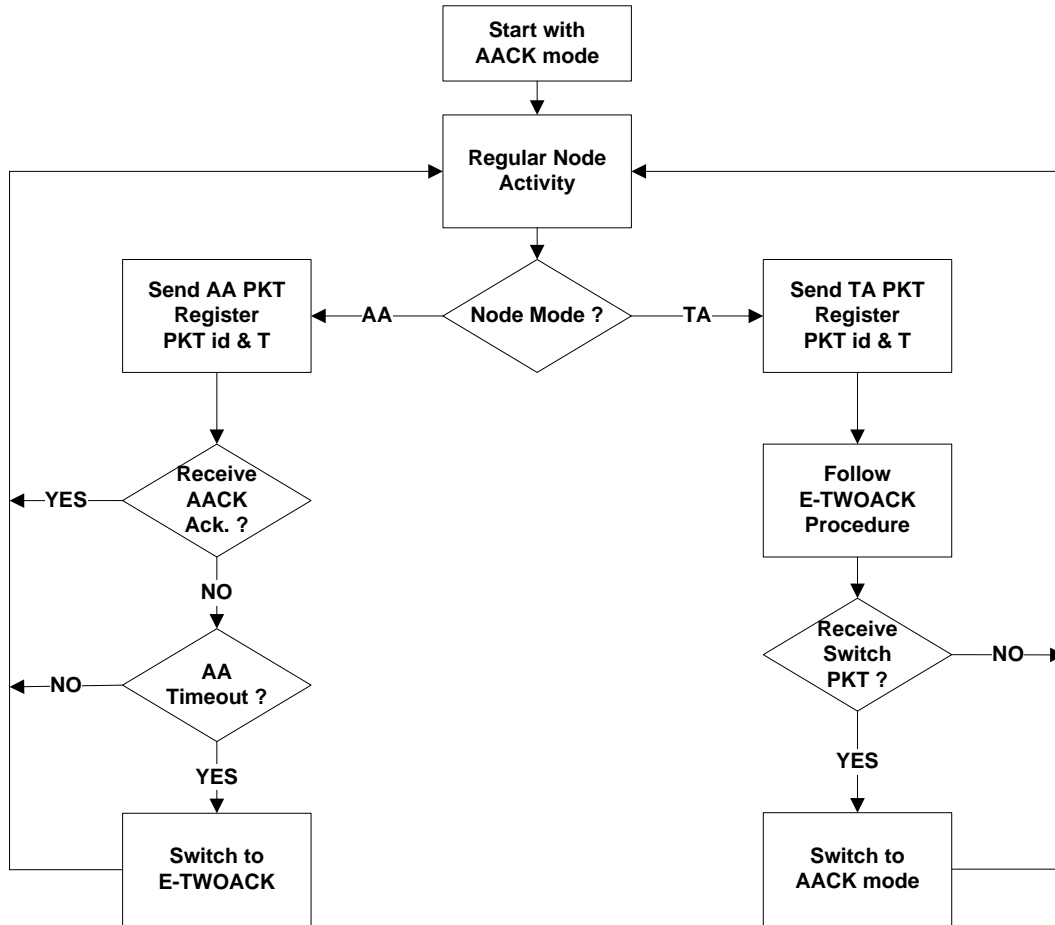 Start with
AACK mode
Regular Node
Activity
Send AA PKT
Register
PKT id & T
AA
Node Mode ?
TA
Send TA PKT
Register
PKT id & T
Receive
AACK
Ack. ?
YES
NO
Follow
E-TWOACK
Procedure
AA
Timeout ?
NO
YES
Receive
Switch
PKT ?
NO
YES
Switch to
E-TWOACK
Switch to
AACK mode